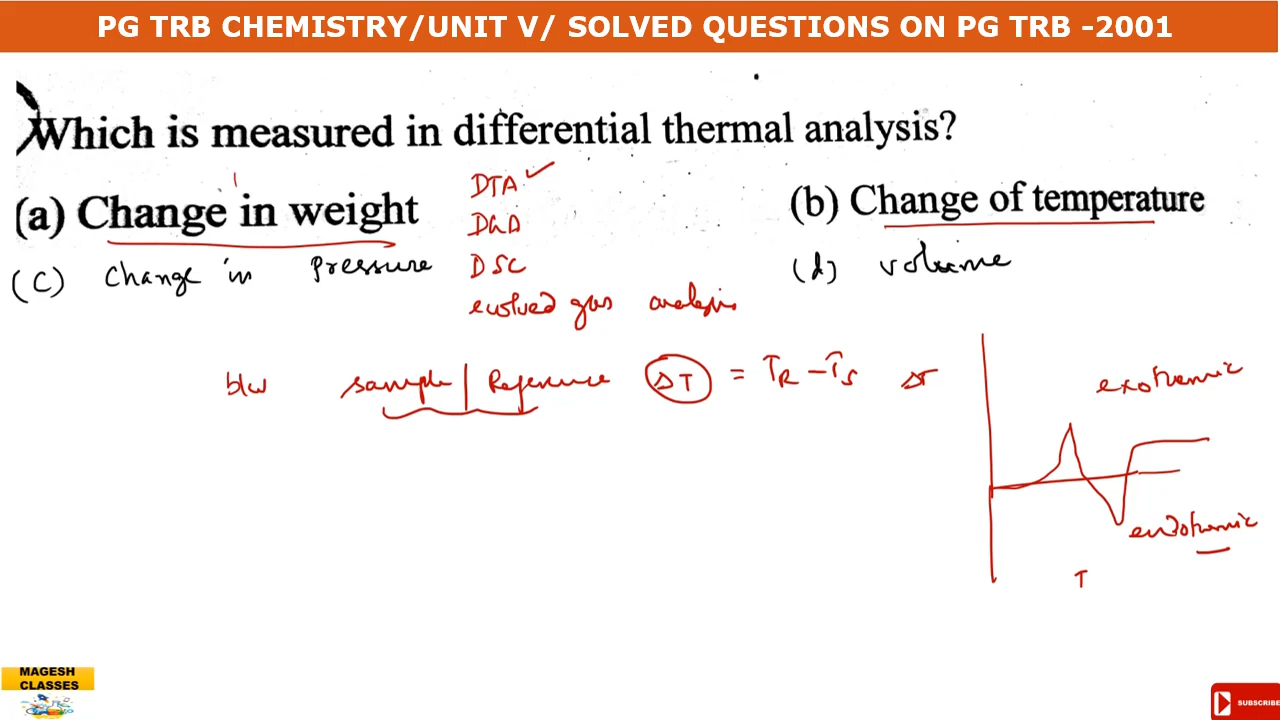 PG TRB CHEMISTRY/UNIT V/ SOLVED QUESTIONS ON PG TRB -2001
Which is measured in differential thermal analysis?
DTA ✓
(a) Change in weight
(b) Change of temperature
DSC
(C) Change in Pressure
(d) volume
evolved gas analysis
b/w sample | Reference ΔT = TR - TS ΔT
exothermic
endothermic
T
MAGESH
CLASSES
SUBSCRIBE